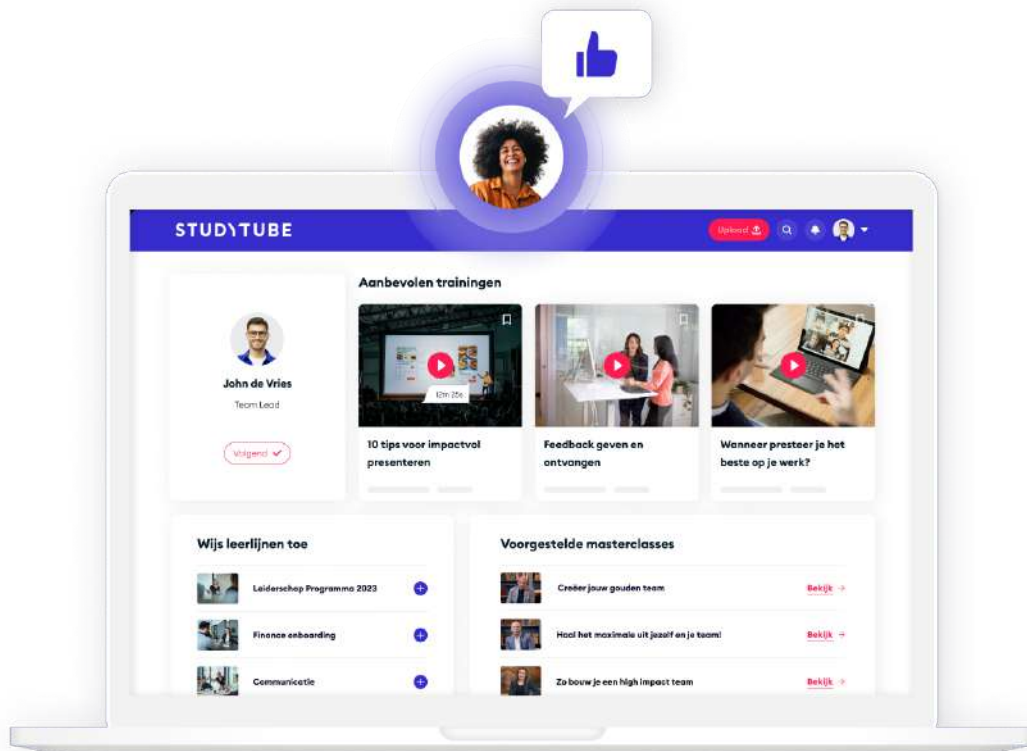 STUDYTUBE
Upload
Aanbevolen trainingen
John de Vries
Team Lead
Volgend
12m 25s
10 tips voor impactvol
presenteren
Feedback geven en
ontvangen
Wanneer presteer je het
beste op je werk?
Wijs leerlijnen toe
Leiderschap Programma 2023
Finance onboarding
Communicatie
Voorgestelde masterclasses
Creëer jouw gouden team
Bekijk →
Haal het maximale uit jezelf en je team!
Bekijk →
Zo bouw je een high impact team
Bekijk →